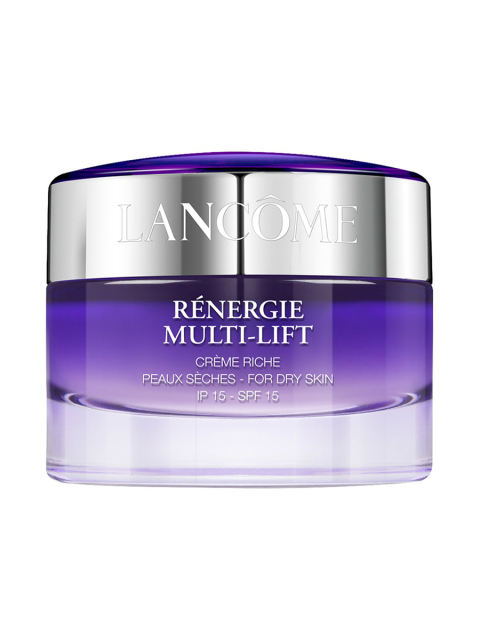 LANCÔME
RÉNERGIE
MULTI-LIFT
CRÈME RICHE
PEAUX SÈCHES - FOR DRY SKIN
IP 15 - SPF 15